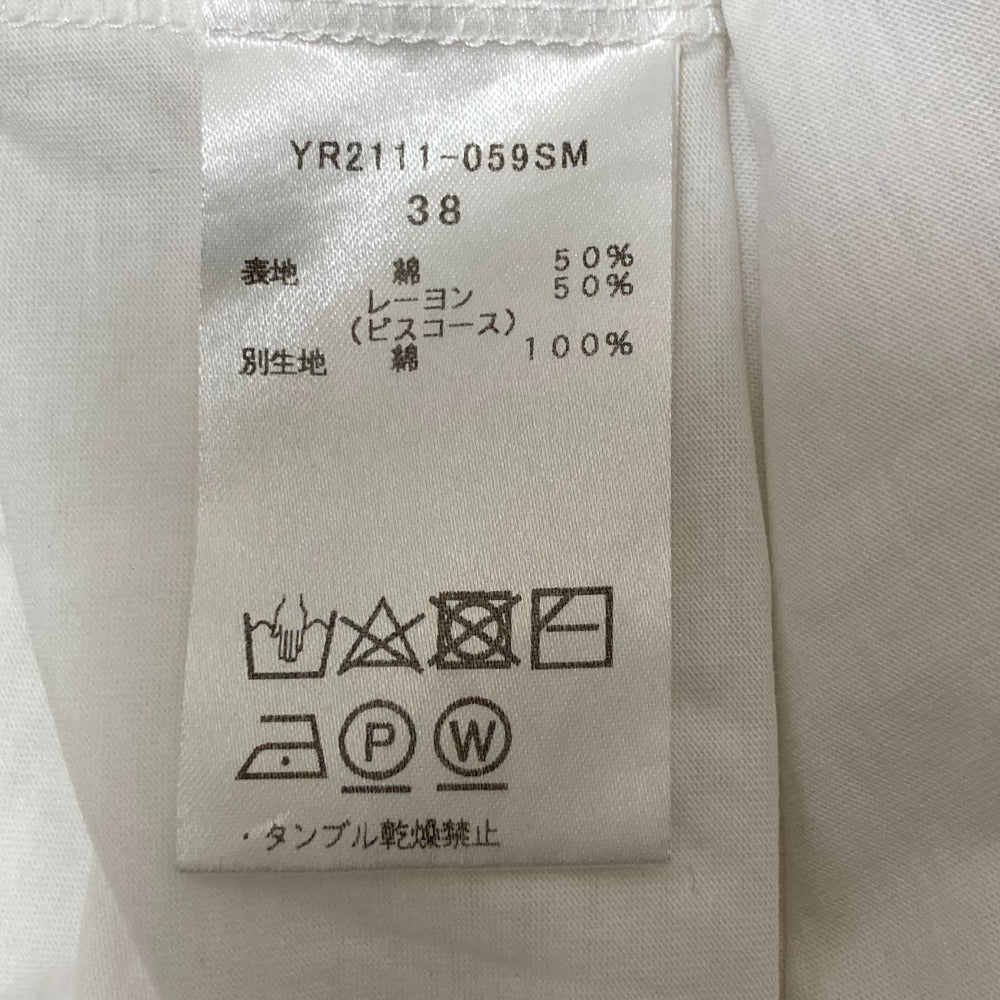 YR2111-059SM
38
表地 綿 50%
レーヨン 50%
(ビスコース)
別生地 綿 100%
P W
・タンブル乾燥禁止